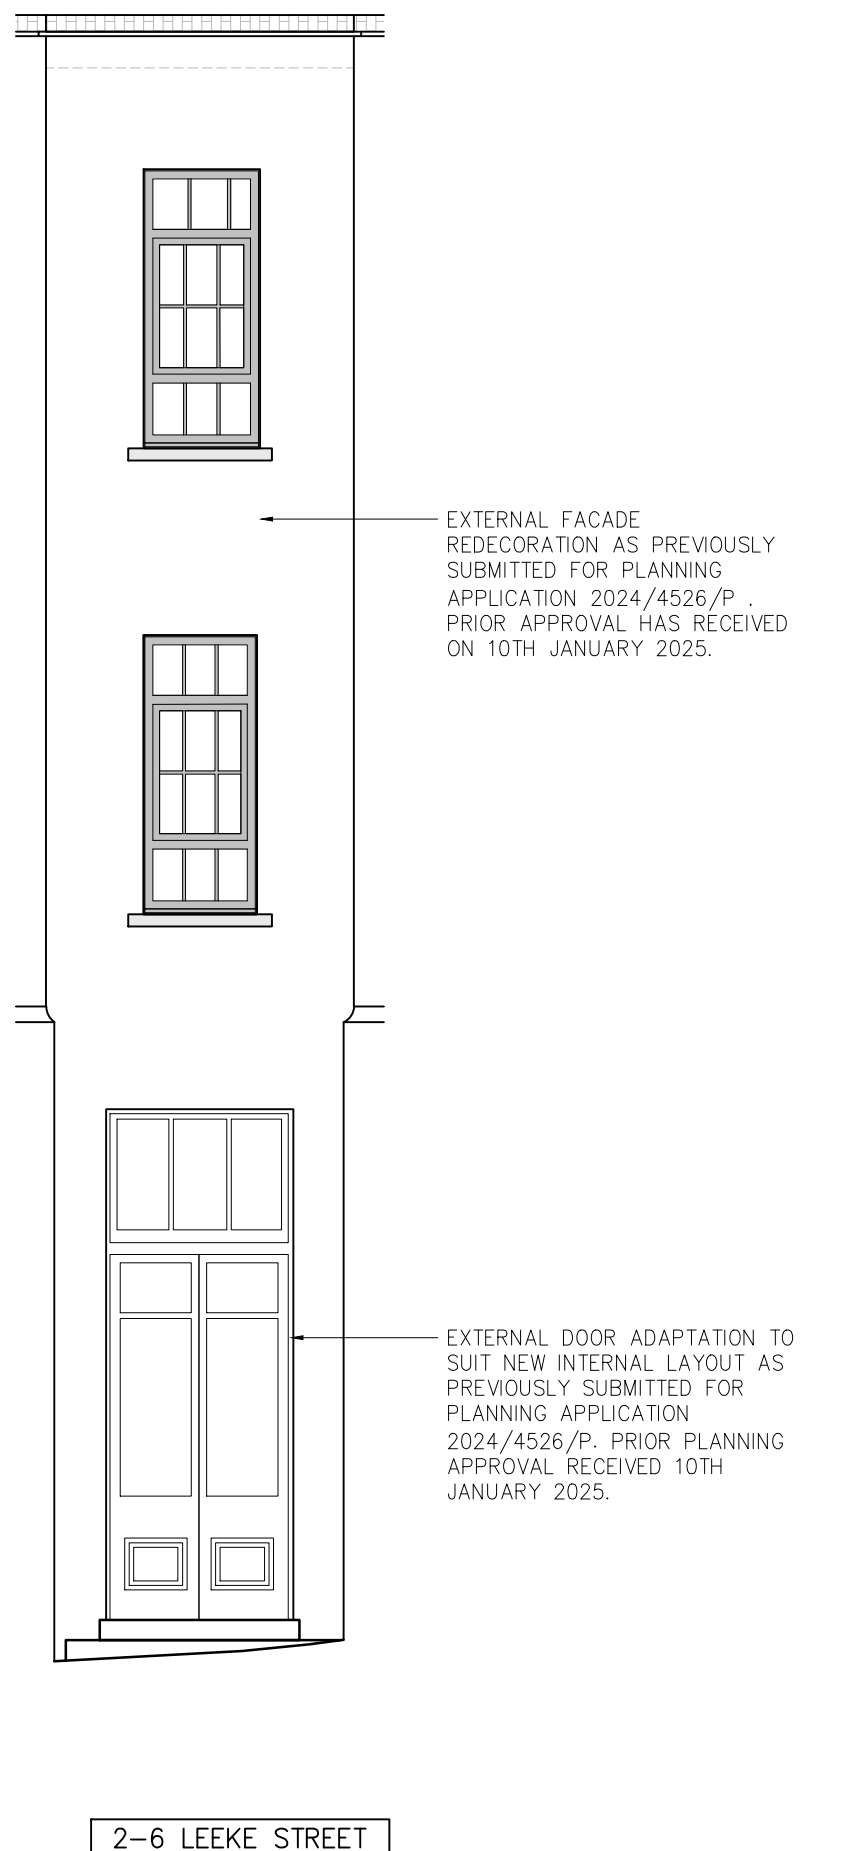 EXTERNAL FACADE
REDECORATION AS PREVIOUSLY
SUBMITTED FOR PLANNING
APPLICATION 2024/4526/P .
PRIOR APPROVAL HAS RECEIVED
ON 10TH JANUARY 2025.
EXTERNAL DOOR ADAPTATION TO
SUIT NEW INTERNAL LAYOUT AS
PREVIOUSLY SUBMITTED FOR
PLANNING APPLICATION
2024/4526/P. PRIOR PLANNING
APPROVAL RECEIVED 10TH
JANUARY 2025.
2-6 LEEKE STREET